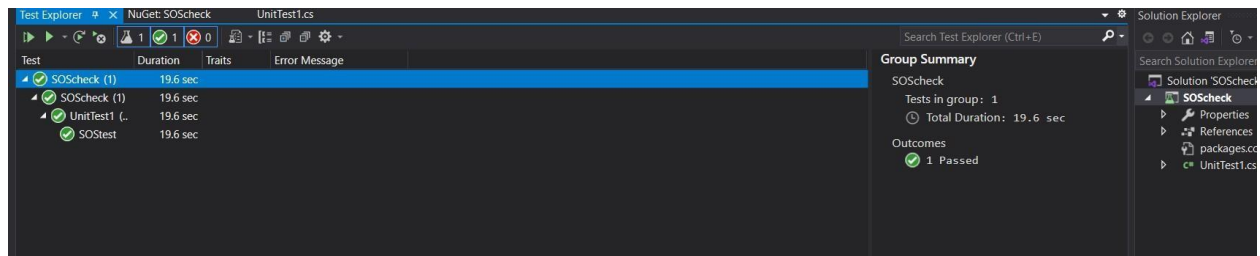 Test Explorer
NuGet: SOScheck
UnitTest1.cs
1 1 0
Search Test Explorer (Ctrl+E)
Test Duration Traits Error Message
SOScheck (1) 19.6 sec
SOScheck (1) 19.6 sec
UnitTest1 (.. 19.6 sec
SOStest 19.6 sec
Group Summary
SOScheck
Tests in group: 1
Total Duration: 19.6 sec
Outcomes
1 Passed
Solution Explorer
Search Solution Explorer
Solution 'SOScheck
SOScheck
Properties
References
packages.co
C# UnitTest1.cs